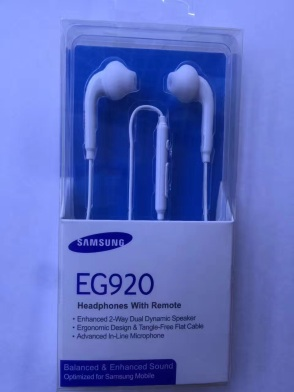 SAMSUNG
EG920
Headphones With Remote
• Enhanced 2-Way Dual Dynamic Speaker
• Ergonomic Design & Tangle-Free Flat Cable
• Advanced In-Line Microphone
Balanced & Enhanced Sound
Optimized for Samsung Mobile